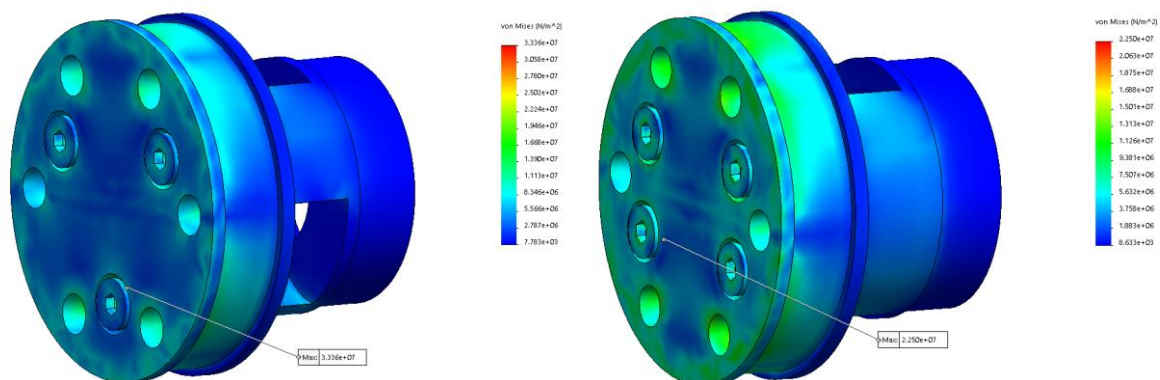 von Mises (N/m^2)
3.336e+07
3.058e+07
2.780e+07
2.502e+07
2.224e+07
1.946e+07
1.668e+07
1.390e+07
1.113e+07
8.346e+06
5.566e+06
2.787e+06
7.783e+03
Max: 3.336e+07
von Mises (N/m^2)
2.250e+07
2.063e+07
1.875e+07
1.688e+07
1.501e+07
1.313e+07
1.126e+07
9.381e+06
7.507e+06
5.632e+06
3.758e+06
1.883e+06
8.633e+03
Max: 2.250e+07